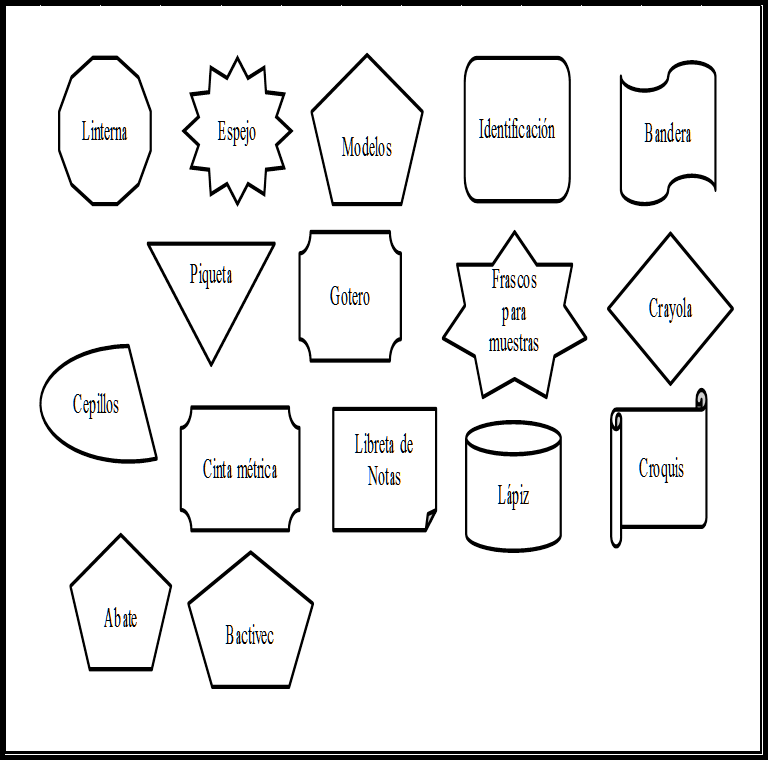 Linterna
Espejo
Modelos
Identificación
Bandera
Piqueta
Gotero
Frascos
para
muestras
Crayola
Cepillos
Cinta métrica
Libreta de
Notas
Lápiz
Croquis
Abate
Bactivec